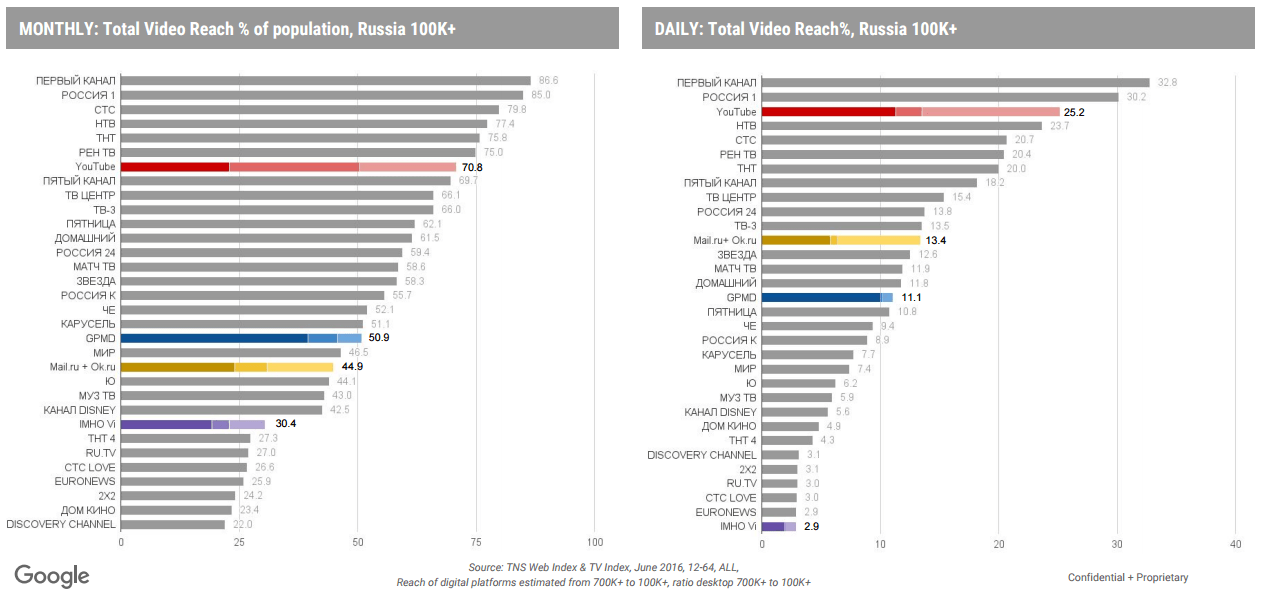 MONTHLY: Total Video Reach % of population, Russia 100K+
ПЕРВЫЙ КАНАЛ 86.6
РОССИЯ 1 85.0
СТС 79.8
НТВ 77.4
ТНТ 75.8
РЕН ТВ 75.0
YouTube 70.8
ПЯТЫЙ КАНАЛ 69.7
ТВ ЦЕНТР 66.1
ТВ-3 66.0
ПЯТНИЦА 62.1
ДОМАШНИЙ 61.5
РОССИЯ 24 59.4
МАТЧ ТВ 58.6
ЗВЕЗДА 58.3
РОССИЯ К 55.7
ЧЕ 52.1
КАРУСЕЛЬ 51.1
GPMD 50.9
МИР 46.5
Mail.ru + Ok.ru 44.9
Ю 44.1
МУЗ ТВ 43.0
КАНАЛ DISNEY 42.5
IMHO Vi 30.4
ТНТ 4 27.3
RU.TV 27.0
СТС LOVE 26.6
EURONEWS 25.9
2X2 24.2
ДОМ КИНО 23.4
DISCOVERY CHANNEL 22.0
0 25 50 75 100
DAILY: Total Video Reach%, Russia 100K+
ПЕРВЫЙ КАНАЛ 32.8
РОССИЯ 1 30.2
YouTube 25.2
НТВ 23.7
СТС 20.7
РЕН ТВ 20.4
ТНТ 20.0
ПЯТЫЙ КАНАЛ 18.2
ТВ ЦЕНТР 15.4
РОССИЯ 24 13.8
ТВ-3 13.5
Mail.ru+ Ok.ru 13.4
ЗВЕЗДА 12.6
МАТЧ ТВ 11.9
ДОМАШНИЙ 11.8
GPMD 11.1
ПЯТНИЦА 10.8
ЧЕ 9.4
РОССИЯ К 8.9
КАРУСЕЛЬ 7.7
МИР 7.4
Ю 6.2
МУЗ ТВ 5.9
КАНАЛ DISNEY 5.6
ДОМ КИНО 4.9
ТНТ 4 4.3
DISCOVERY CHANNEL 3.1
2X2 3.1
RU.TV 3.0
СТС LOVE 3.0
EURONEWS 2.9
IMHO Vi 2.9
0 10 20 30 40
Google
Source: TNS Web Index & TV Index, June 2016, 12-64, ALL,
Reach of digital platforms estimated from 700K+ to 100K+, ratio desktop 700K+ to 100K+
Confidential + Proprietary